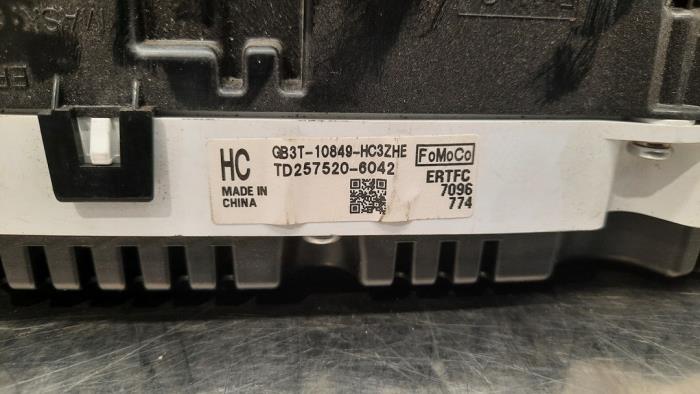 HC
GB3T-10849-HC3ZHE
TD257520-6042
MADE IN
CHINA
FoMoCo
ERTFC
7096
774